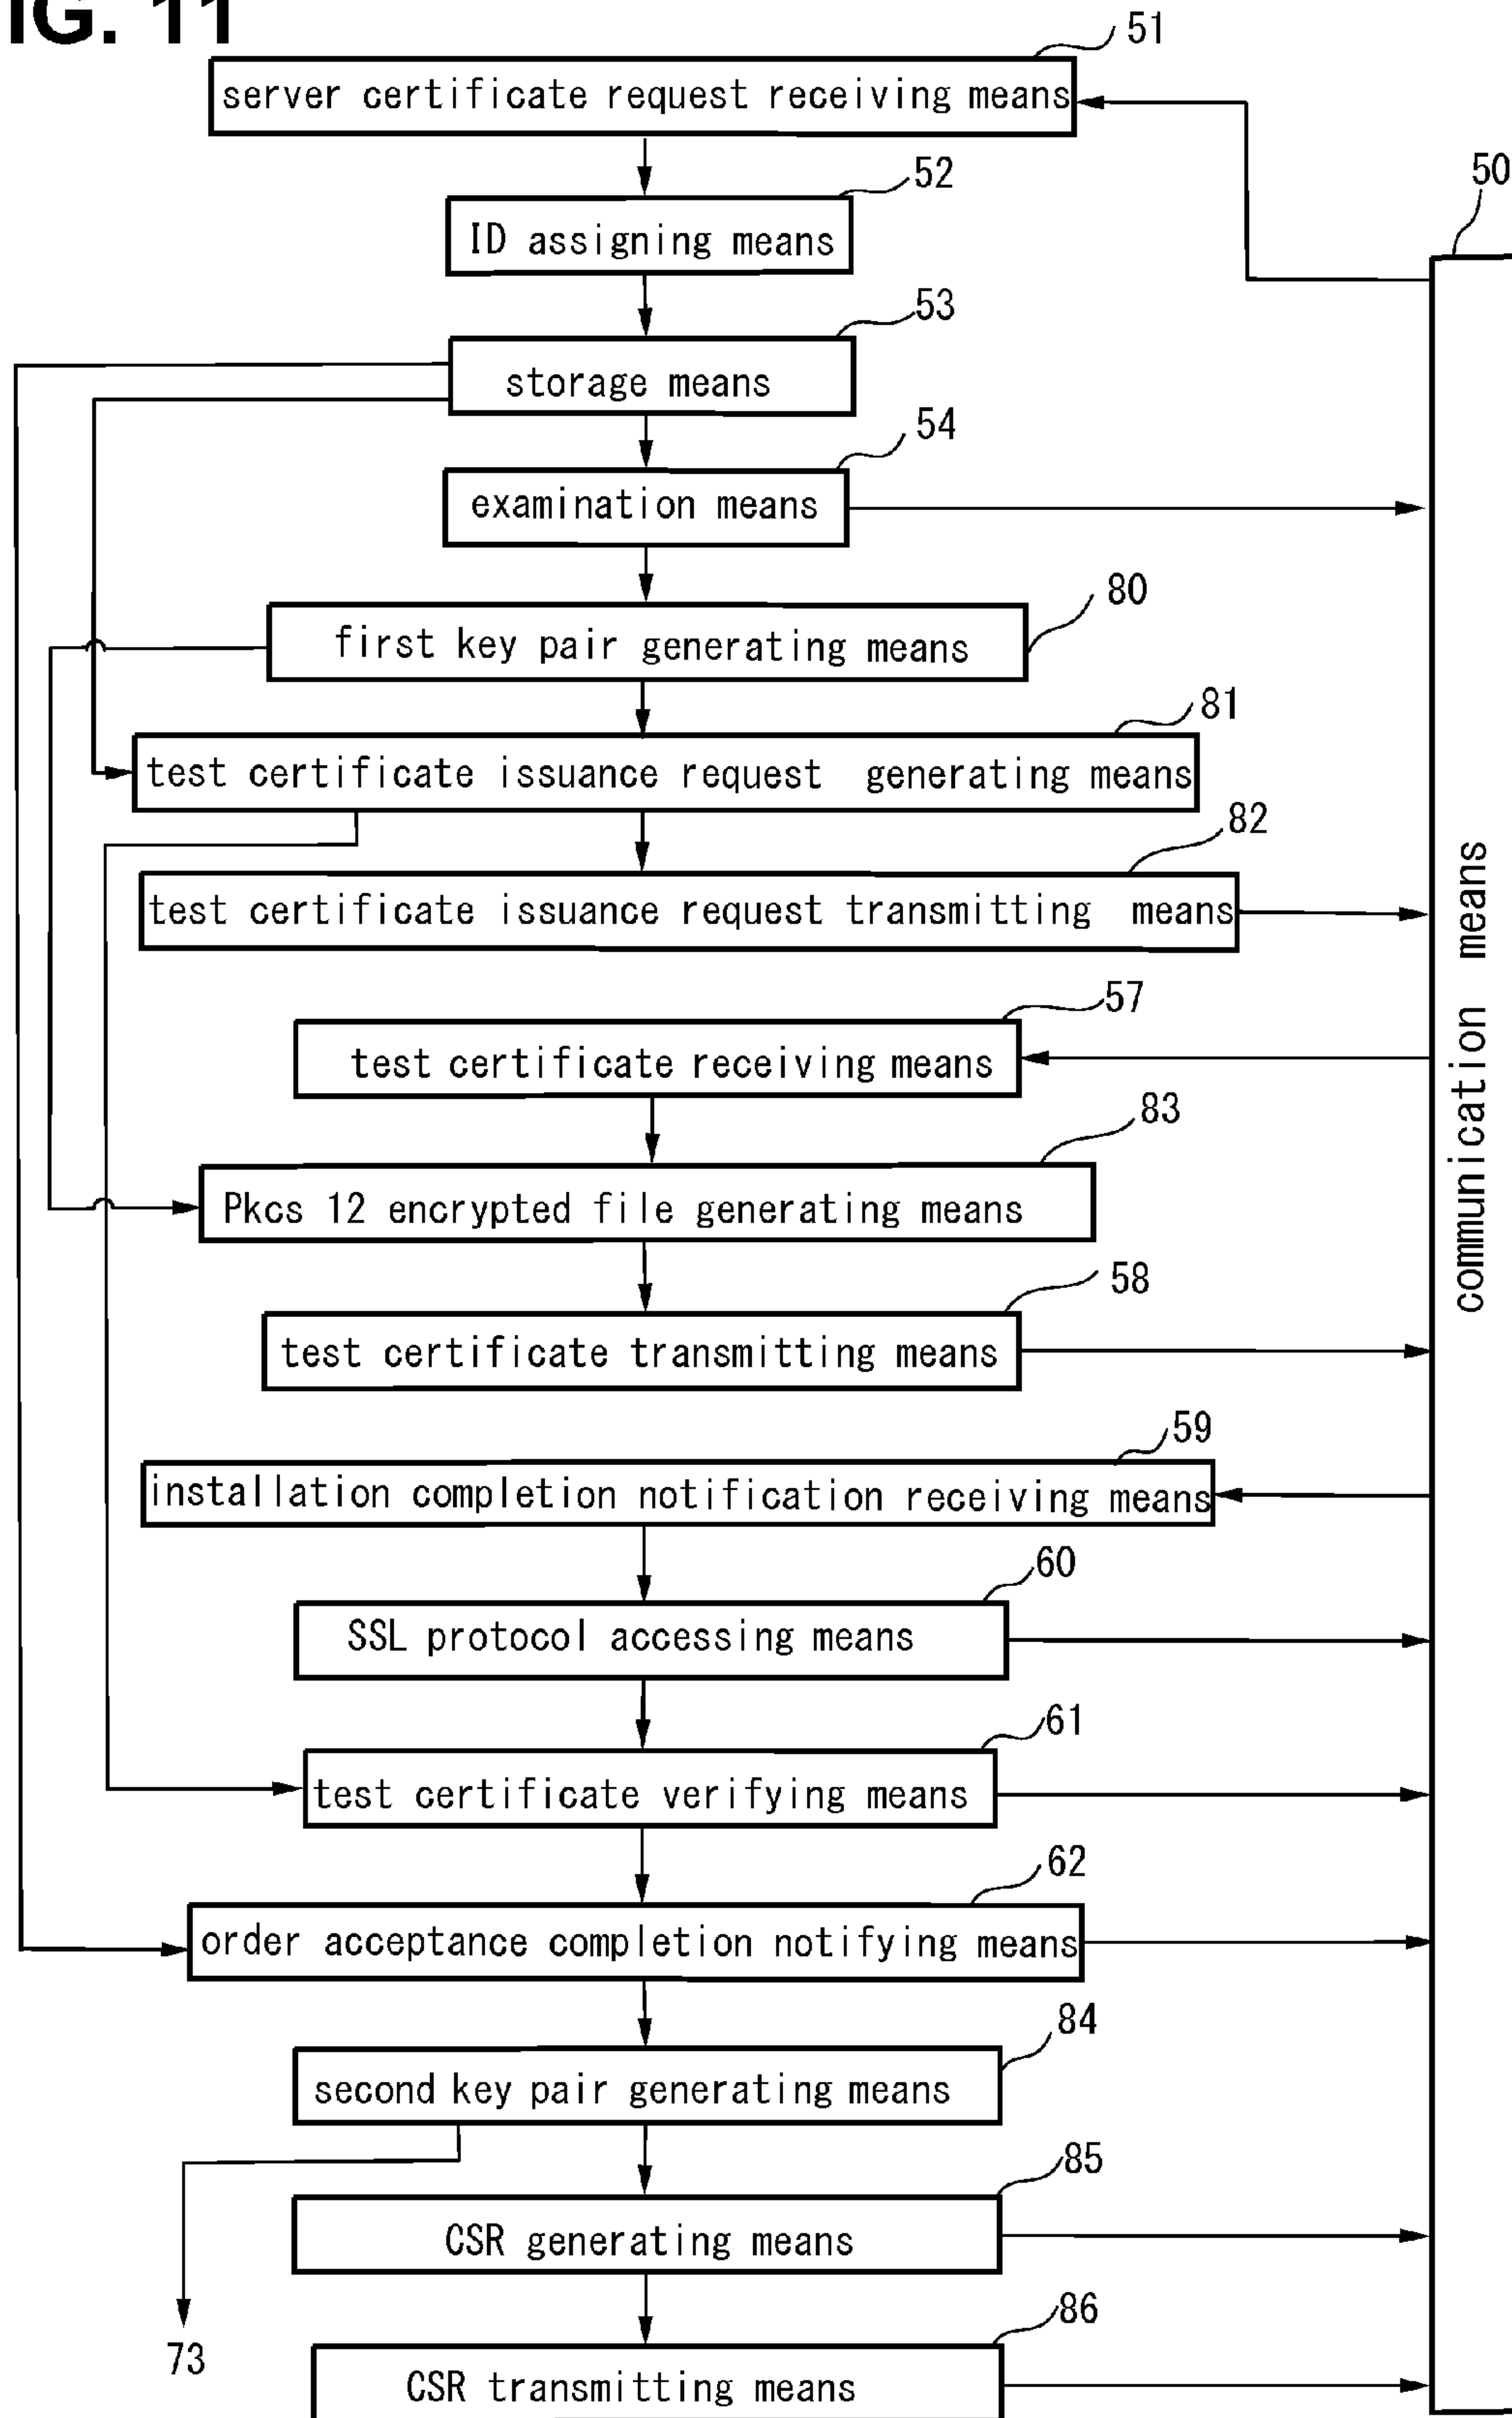 IG. 11
51
server certificate request receiving means
52
ID assigning means
50
53
storage means
54
examination means
80
first key pair generating means
81
test certificate issuance request generating means
82
test certificate issuance request transmitting means
communication means
57
test certificate receiving means
83
Pkcs 12 encrypted file generating means
58
test certificate transmitting means
59
installation completion notification receiving means
60
SSL protocol accessing means
61
test certificate verifying means
62
order acceptance completion notifying means
84
second key pair generating means
85
CSR generating means
86
73
CSR transmitting means